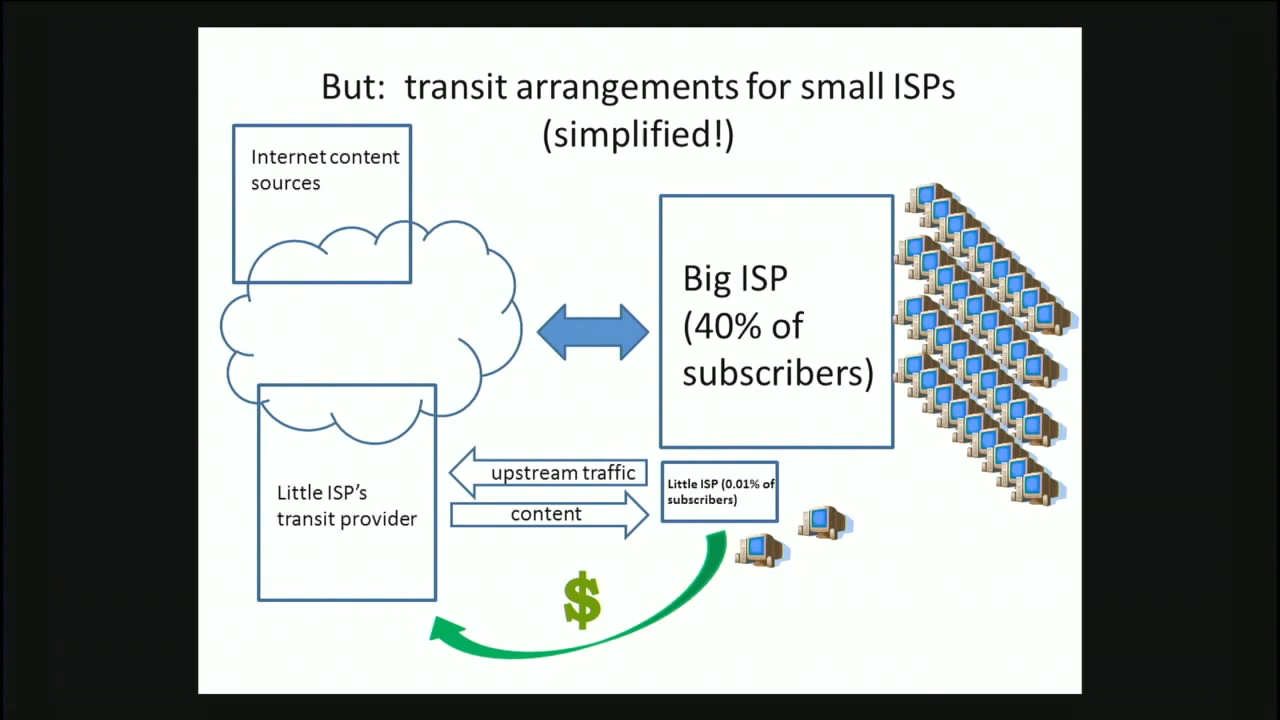 But: transit arrangements for small ISPs
(simplified!)
Internet content
sources
Big ISP
(40% of
subscribers)
upstream traffic
Little ISP (0.01% of
subscribers)
Little ISP’s
transit provider
content
$